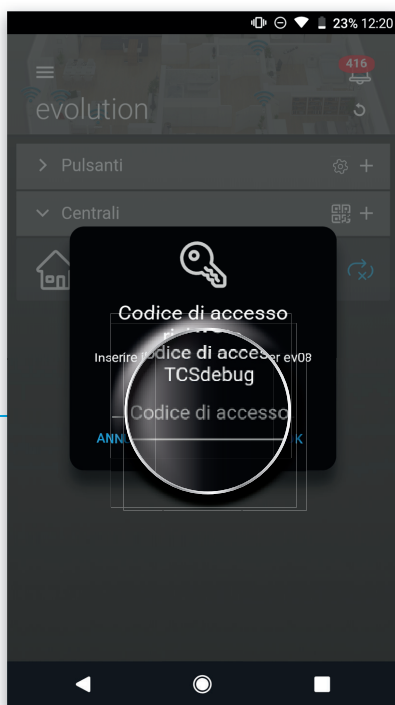 23% 12:20
416
evolution
Pulsanti
Centrali
Codice di accesso
Inserire
er ev08
odice di acces
TCSdebug
Codice di accesso